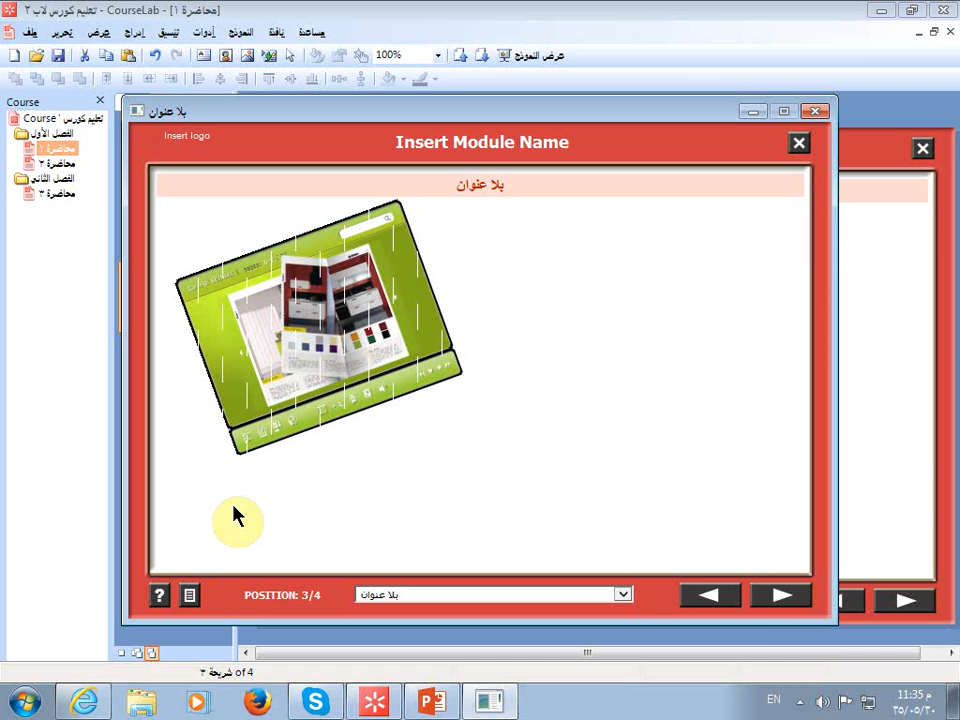 تعليم كورس لاب ٢ - CourseLab - [محاضرة ١]
ملف تحرير عرض إدراج تنسيق أدوات النموذج نافذة مساعدة
100%
عرض النموذج
Course
تعليم كورس ' Course
الفصل الأول
محاضرة ١
محاضرة ٢
الفصل الثاني
محاضرة ٣
بلا عنوان
Insert logo
Insert Module Name
بلا عنوان
POSITION: 3/4
بلا عنوان
شريحة ٣ of 4
EN
11:35 م
٣٥/٠٥/٣٠